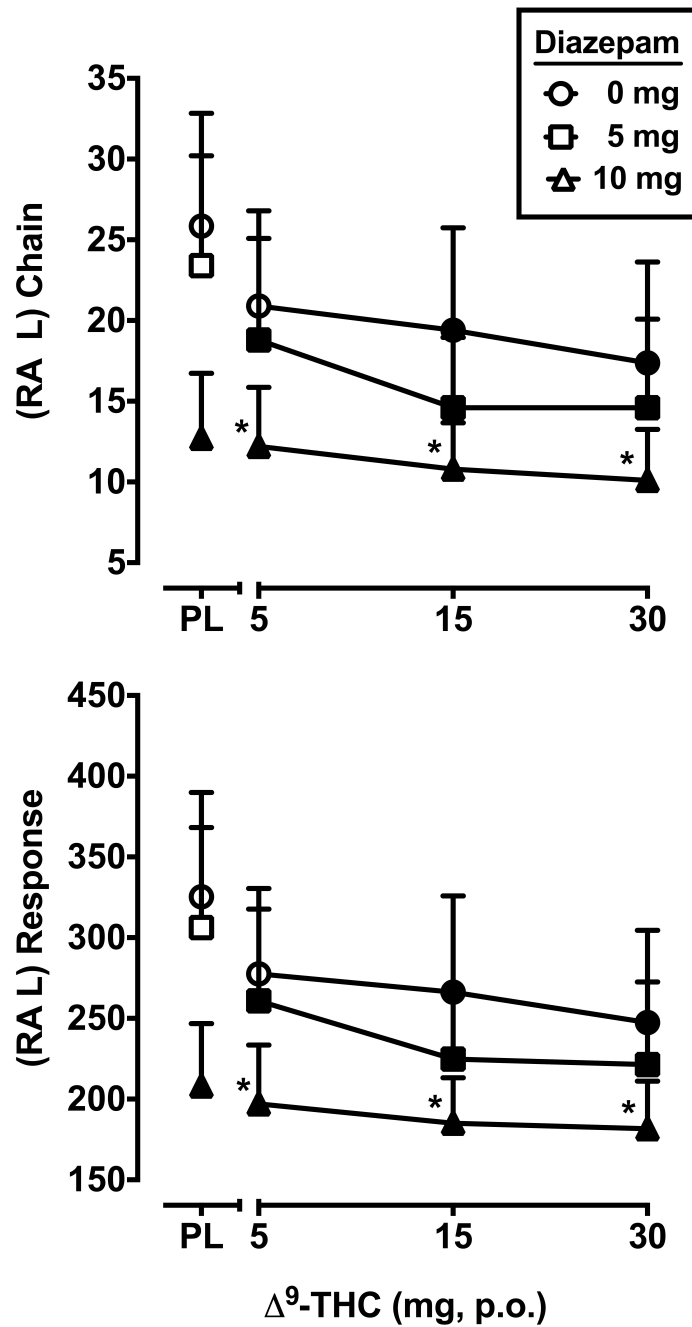 Diazepam
0 mg
5 mg
10 mg
35
30
25
20
15
10
5
(RA L) Chain
*
*
*
PL 5 15 30
450
400
350
300
250
200
150
(RA L) Response
*
*
*
PL 5 15 30
Δ⁹-THC (mg, p.o.)